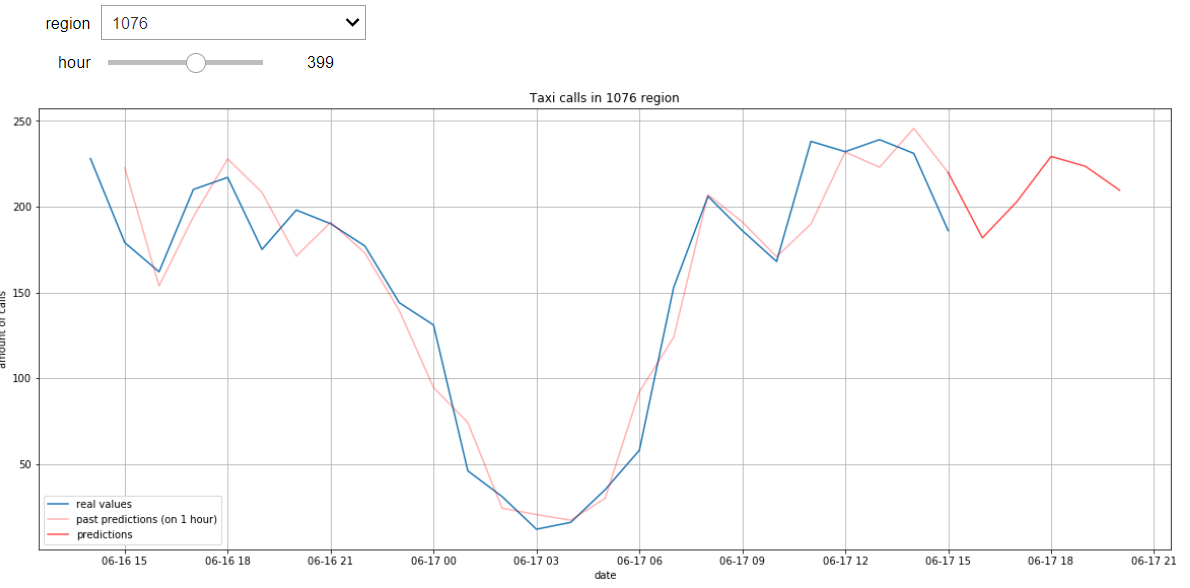 region 1076
hour 399
Taxi calls in 1076 region
250
200
150
100
50
amount of calls
real values
past predictions (on 1 hour)
predictions
06-16 15 06-16 18 06-16 21 06-17 00 06-17 03 06-17 06 06-17 09 06-17 12 06-17 15 06-17 18 06-17 21
date